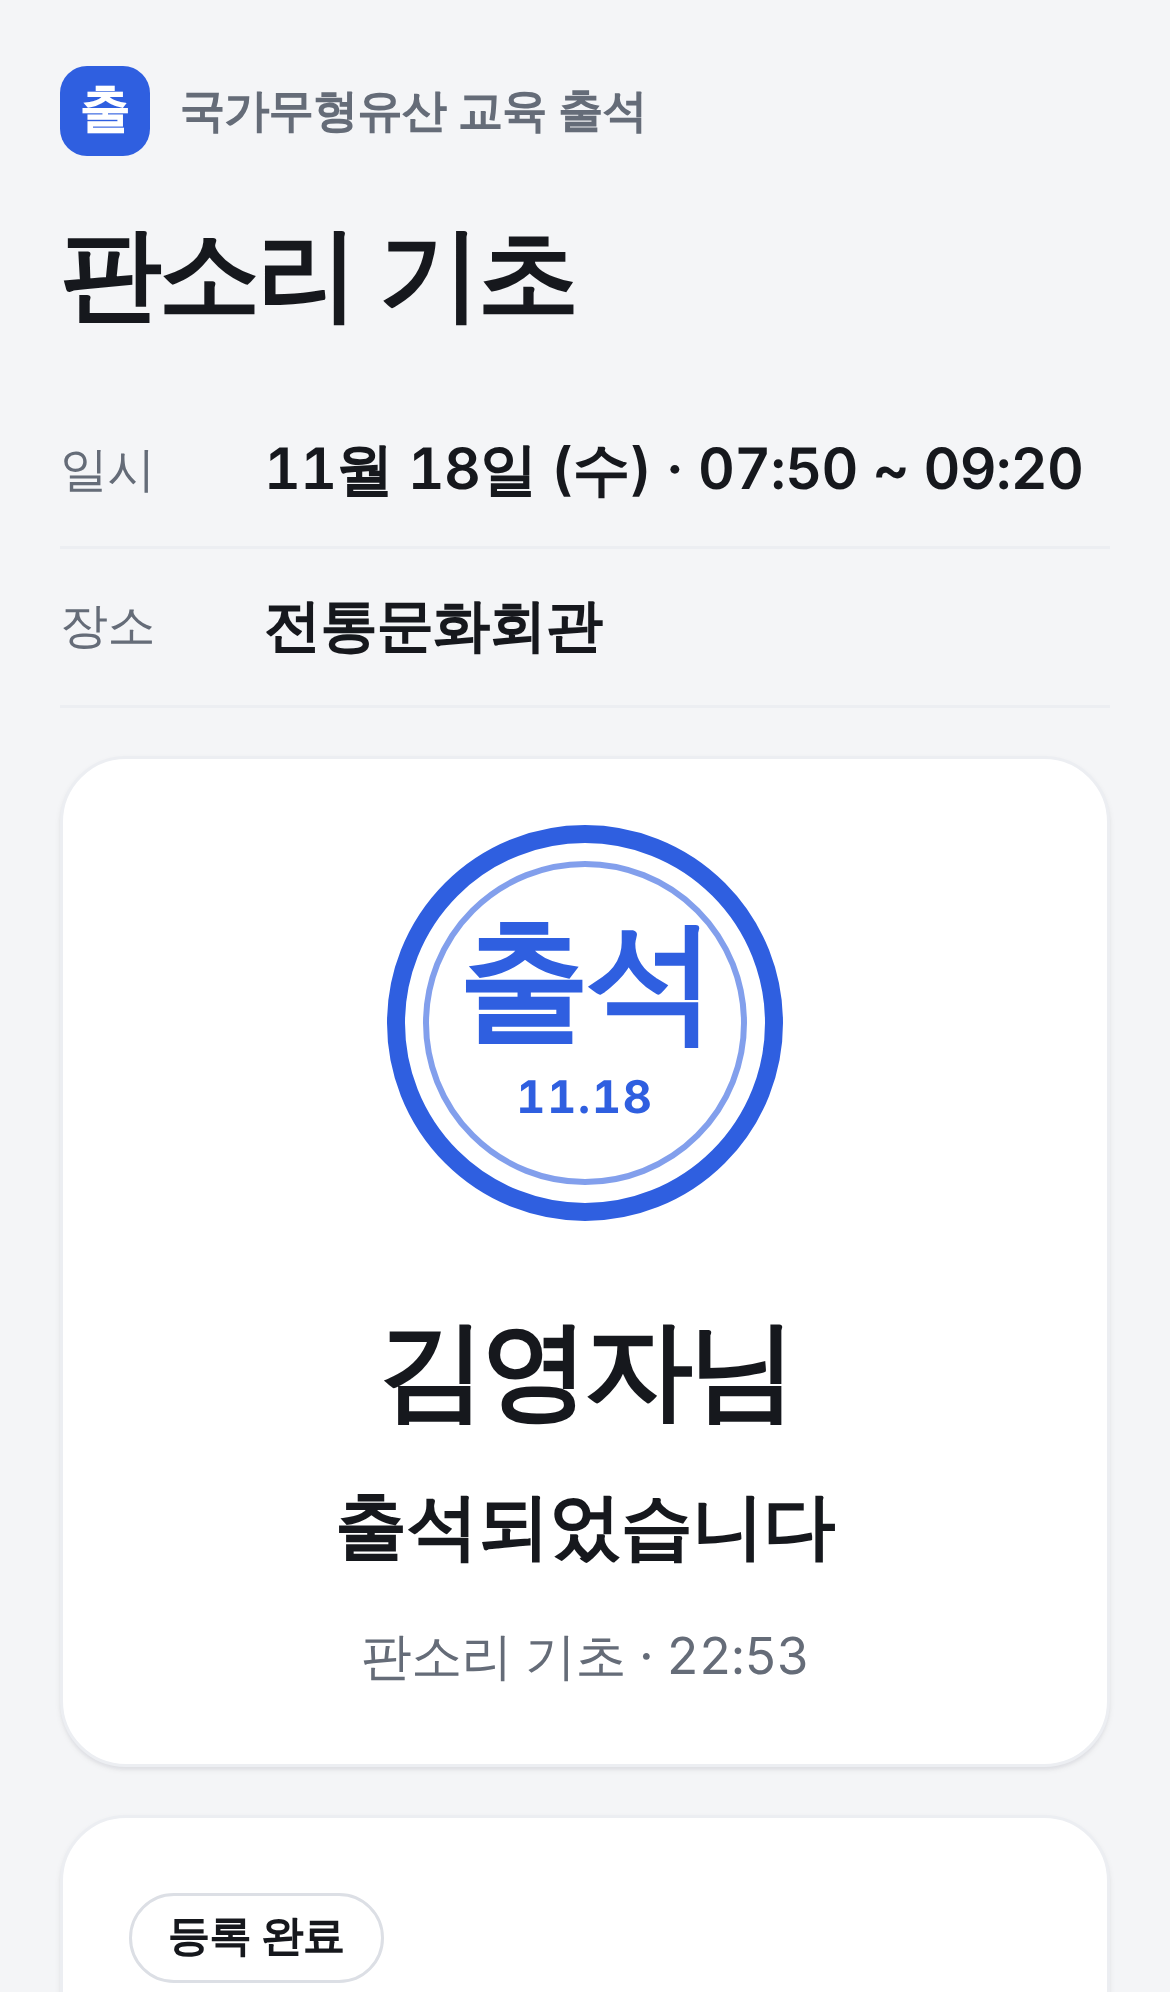 출
국가무형유산 교육 출석
판소리 기초
일시 11월 18일 (수) · 07:50 ~ 09:20
장소 전통문화회관
출석
11.18
김영자님
출석되었습니다
판소리 기초 · 22:53
등록 완료